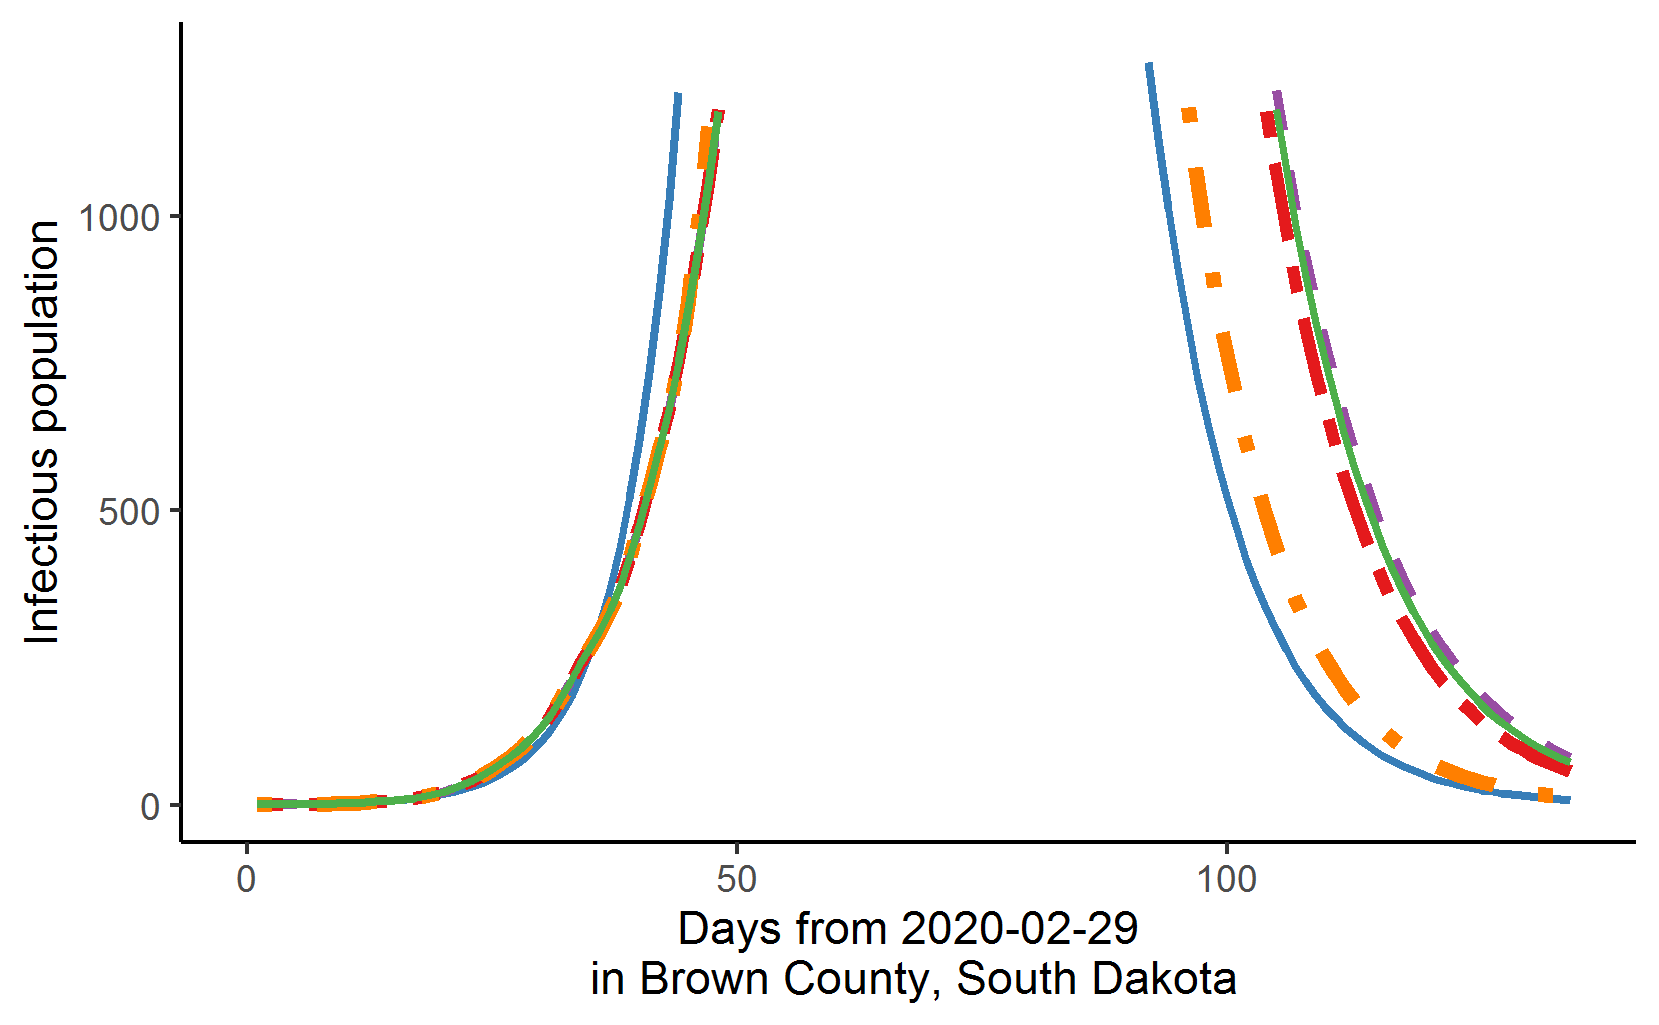 Infectious population
1000
500
0
0 50 100
Days from 2020-02-29
in Brown County, South Dakota